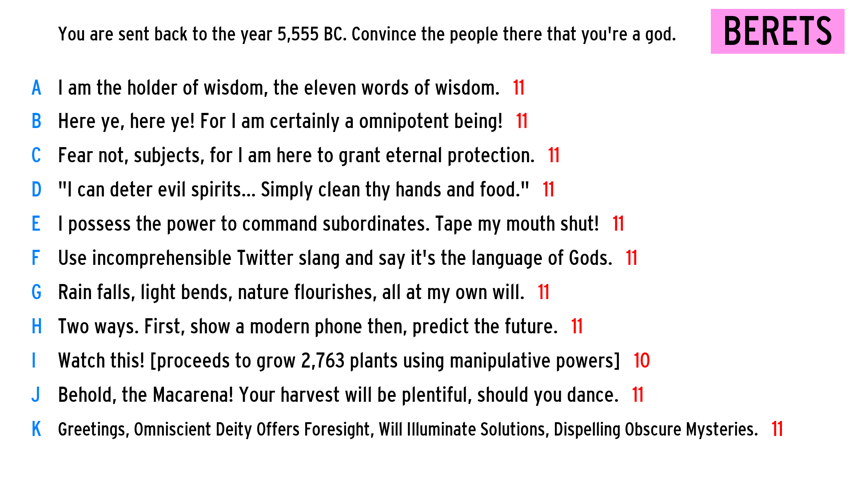 You are sent back to the year 5,555 BC. Convince the people there that you're a god.
BERETS
A I am the holder of wisdom, the eleven words of wisdom. 11
B Here ye, here ye! For I am certainly a omnipotent being! 11
C Fear not, subjects, for I am here to grant eternal protection. 11
D "I can deter evil spirits... Simply clean thy hands and food." 11
E I possess the power to command subordinates. Tape my mouth shut! 11
F Use incomprehensible Twitter slang and say it's the language of Gods. 11
G Rain falls, light bends, nature flourishes, all at my own will. 11
H Two ways. First, show a modern phone then, predict the future. 11
I Watch this! [proceeds to grow 2,763 plants using manipulative powers] 10
J Behold, the Macarena! Your harvest will be plentiful, should you dance. 11
K Greetings, Omniscient Deity Offers Foresight, Will Illuminate Solutions, Dispelling Obscure Mysteries. 11